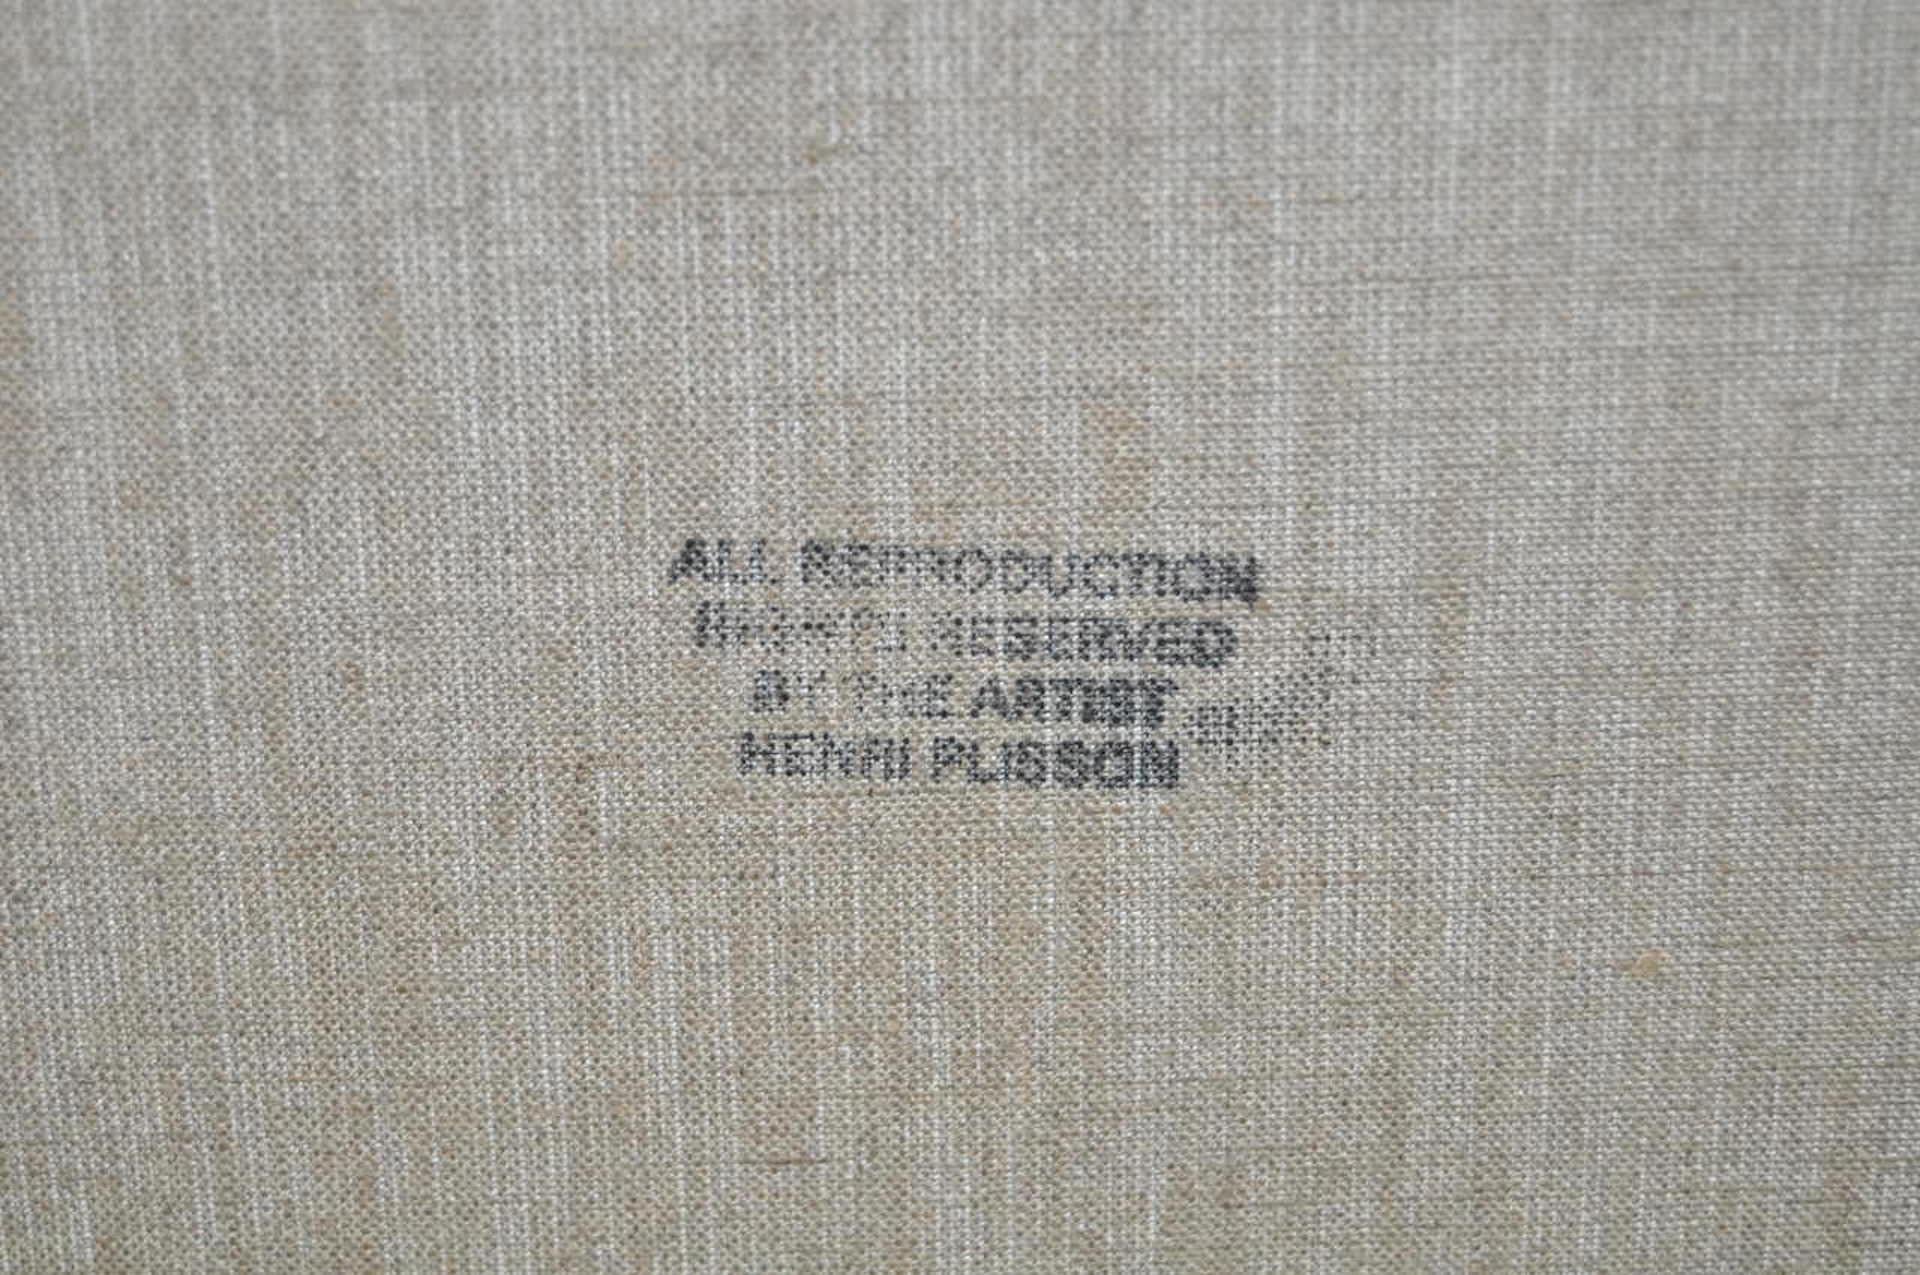 ALL REPRODUCTION
RIGHTS RESERVED
BY THE ARTIST
HENRI PLISSON